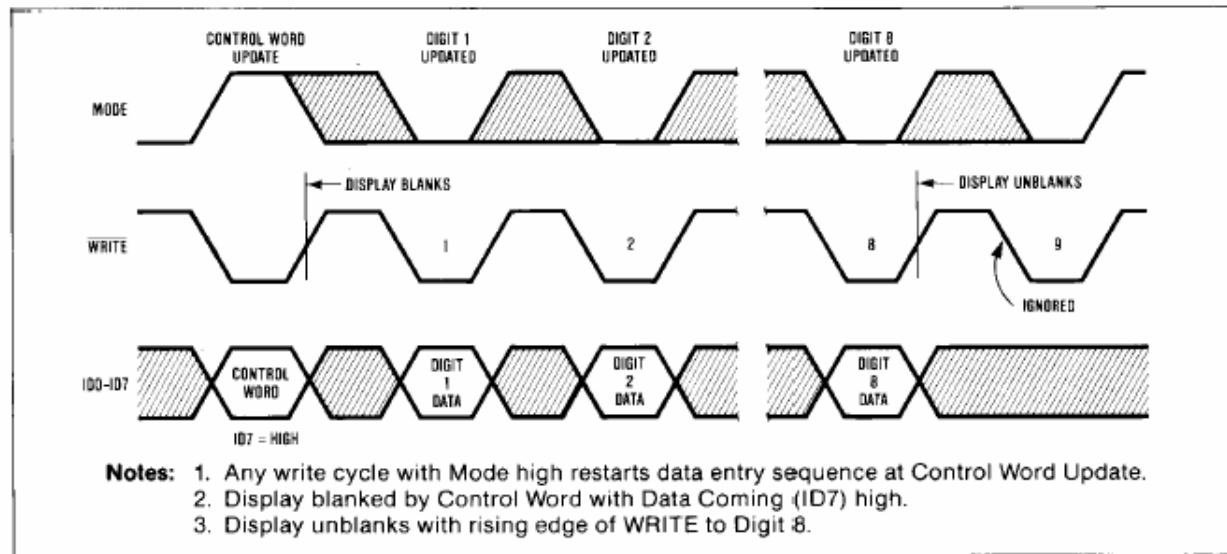 CONTROL WORD
UPDATE
DIGIT 1
UPDATED
DIGIT 2
UPDATED
DIGIT 8
UPDATED
MODE
DISPLAY BLANKS
DISPLAY UNBLANKS
WRITE
1
2
8
9
IGNORED
ID0-ID7
CONTROL
WORD
DIGIT
1
DATA
DIGIT
2
DATA
DIGIT
8
DATA
ID7 = HIGH
Notes: 1. Any write cycle with Mode high restarts data entry sequence at Control Word Update.
2. Display blanked by Control Word with Data Coming (ID7) high.
3. Display unblanks with rising edge of WRITE to Digit 8.